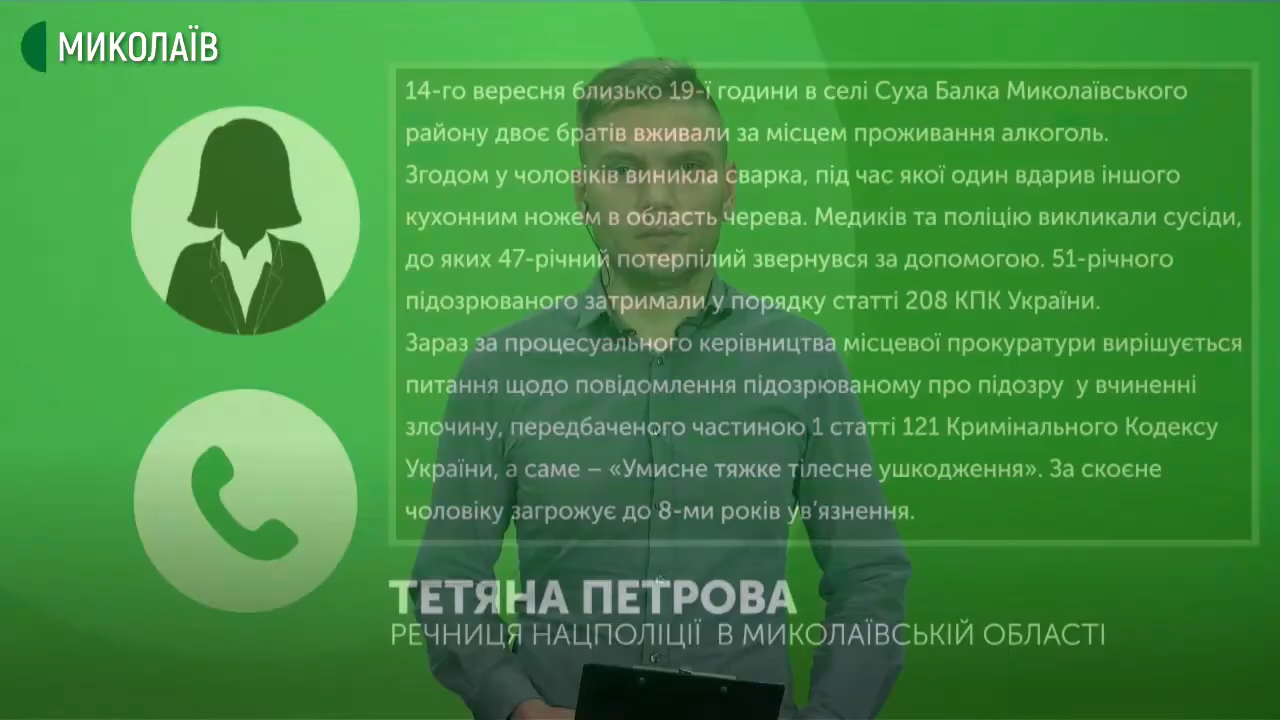 МИКОЛАЇВ
14-го вересня близько 19-ї години в селі Суха Балка Миколаївського
району двоє братів вживали за місцем проживання алкоголь.
Згодом у чоловіків виникла сварка, під час якої один вдарив іншого
кухонним ножем в область черева. Медиків та поліцію викликали сусіди,
до яких 47-річний потерпілий звернувся за допомогою. 51-річного
підозрюваного затримали у порядку статті 208 КПК України.
Зараз за процесуального керівництва місцевої прокуратури вирішується
питання щодо повідомлення підозрюваному про підозру у вчиненні
злочину, передбаченого частиною 1 статті 121 Кримінального Кодексу
України, а саме – «Умисне тяжке тілесне ушкодження». За скоєне
чоловіку загрожує до 8-ми років ув’язнення.
ТЕТЯНА ПЕТРОВА
РЕЧНИЦЯ НАЦПОЛІЦІЇ В МИКОЛАЇВСЬКІЙ ОБЛАСТІ